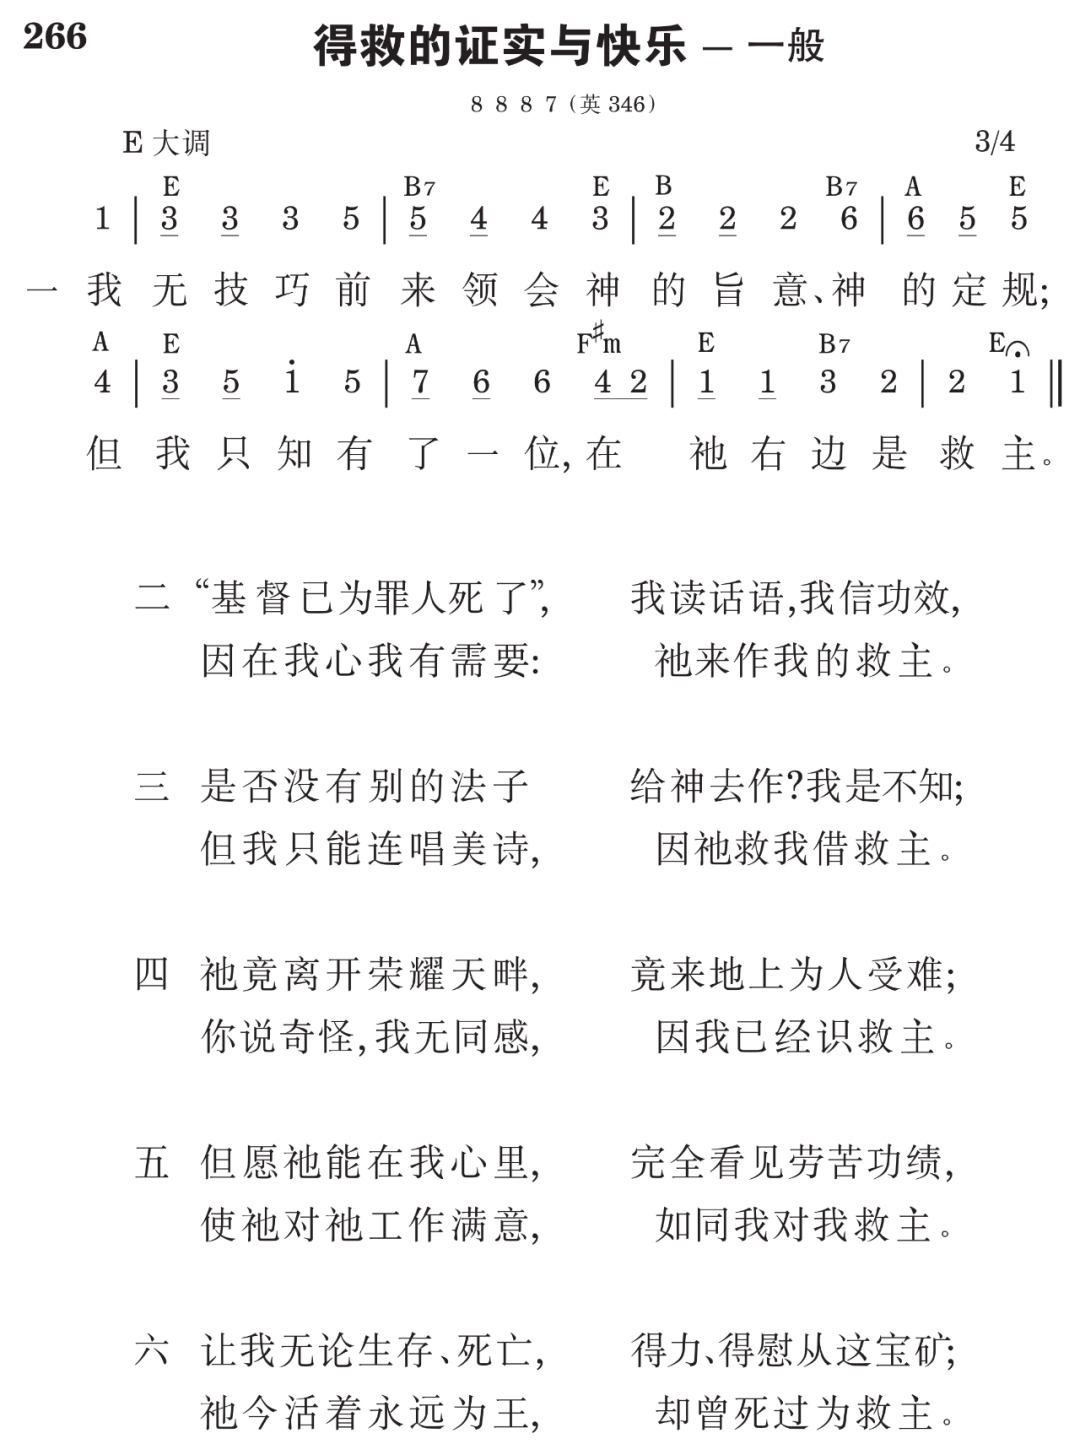 266
得救的证实与快乐 — 一般
8 8 8 7（英 346）
E 大调 3/4
E B7 E B B7 A E
1 | 3 3 3 5 | 5 4 4 3 | 2 2 2 6 | 6 5 5
一 我 无 技 巧 前 来 领 会 神 的 旨 意、神 的 定 规；
A E A F♯m E B7 E
4 | 3 5 i 5 | 7 6 6 4 2 | 1 1 3 2 | 2 1 ‖
但 我 只 知 有 了 一 位，在 祂 右 边 是 救 主。
二 “基督已为罪人死了”， 我读话语，我信功效，
因在我心我有需要： 祂来作我的救主。
三 是否没有别的法子 给神去作？我是不知；
但我只能连唱美诗， 因祂救我借救主。
四 祂竟离开荣耀天畔， 竟来地上为人受难；
你说奇怪，我无同感， 因我已经识救主。
五 但愿祂能在我心里， 完全看见劳苦功绩，
使祂对祂工作满意， 如同我对我救主。
六 让我无论生存、死亡， 得力、得慰从这宝矿；
祂今活着永远为王， 却曾死过为救主。